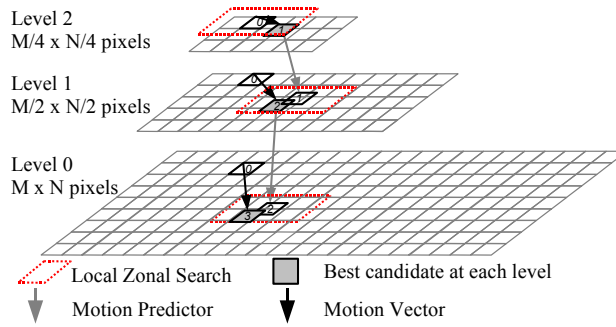 Level 2
M/4 x N/4 pixels
0
1
Level 1
M/2 x N/2 pixels
0
1
2
Level 0
M x N pixels
0
2
3
Local Zonal Search
Best candidate at each level
Motion Predictor
Motion Vector